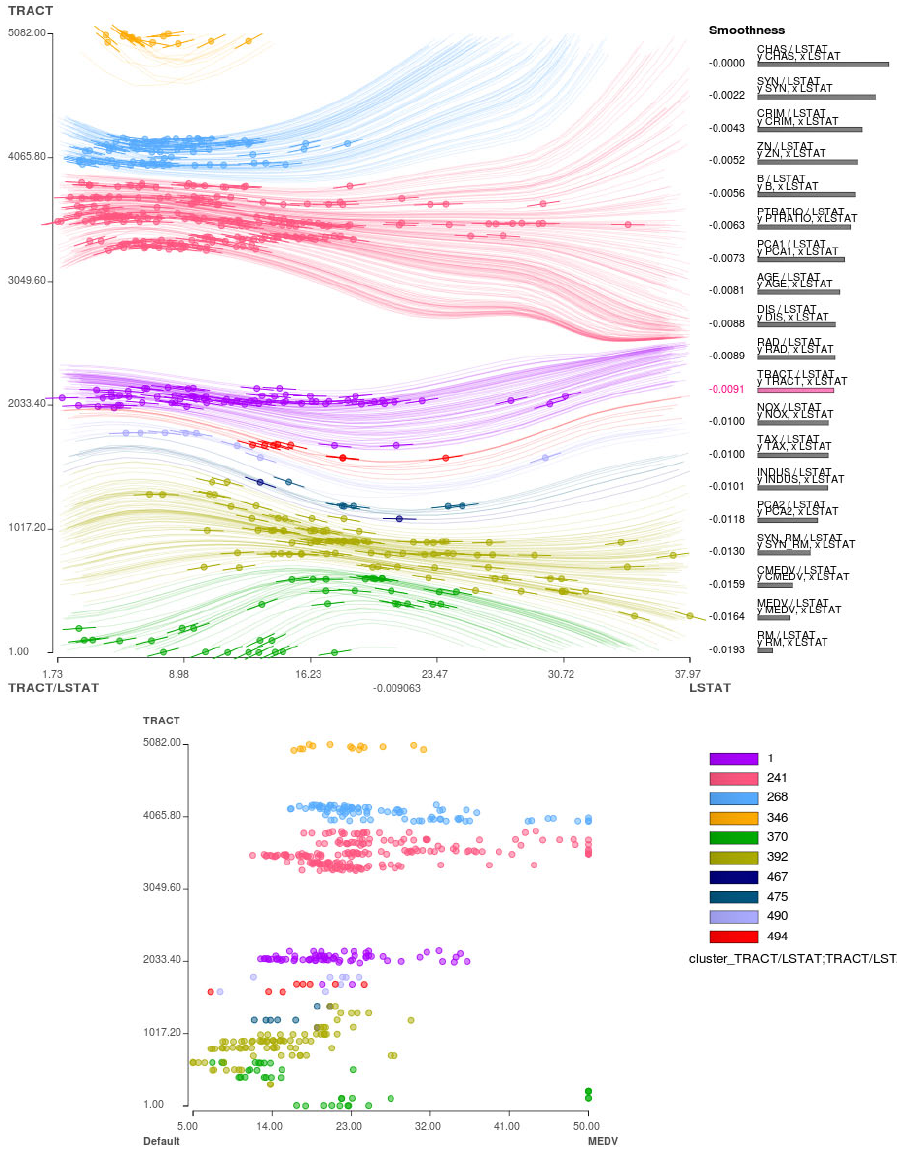 TRACT
5082.00
4065.80
3049.60
2033.40
1017.20
1.00
1.73
8.98
16.23
23.47
30.72
37.97
TRACT/LSTAT
-0.009063
LSTAT
Smoothness
CHAS / LSTAT
y CHAS, x LSTAT
-0.0000
SYN / LSTAT
y SYN, x LSTAT
-0.0022
CRIM / LSTAT
y CRIM, x LSTAT
-0.0043
ZN / LSTAT
y ZN, x LSTAT
-0.0052
B / LSTAT
y B, x LSTAT
-0.0056
PTRATIO / LSTAT
y PTRATIO, x LSTAT
-0.0063
PCA1 / LSTAT
y PCA1, x LSTAT
-0.0073
AGE / LSTAT
y AGE, x LSTAT
-0.0081
DIS / LSTAT
y DIS, x LSTAT
-0.0088
RAD / LSTAT
y RAD, x LSTAT
-0.0089
TRACT / LSTAT
y TRACT, x LSTAT
-0.0091
NOX / LSTAT
y NOX, x LSTAT
-0.0100
TAX / LSTAT
y TAX, x LSTAT
-0.0100
INDUS / LSTAT
y INDUS, x LSTAT
-0.0101
PCA2 / LSTAT
y PCA2, x LSTAT
-0.0118
SYN_RM / LSTAT
y SYN_RM, x LSTAT
-0.0130
CMEDV / LSTAT
y CMEDV, x LSTAT
-0.0159
MEDV / LSTAT
y MEDV, x LSTAT
-0.0164
RM / LSTAT
y RM, x LSTAT
-0.0193
TRACT
5082.00
4065.80
3049.60
2033.40
1017.20
1.00
5.00
14.00
23.00
32.00
41.00
50.00
Default
MEDV
1
241
268
346
370
392
467
475
490
494
cluster_TRACT/LSTAT;TRACT/LST